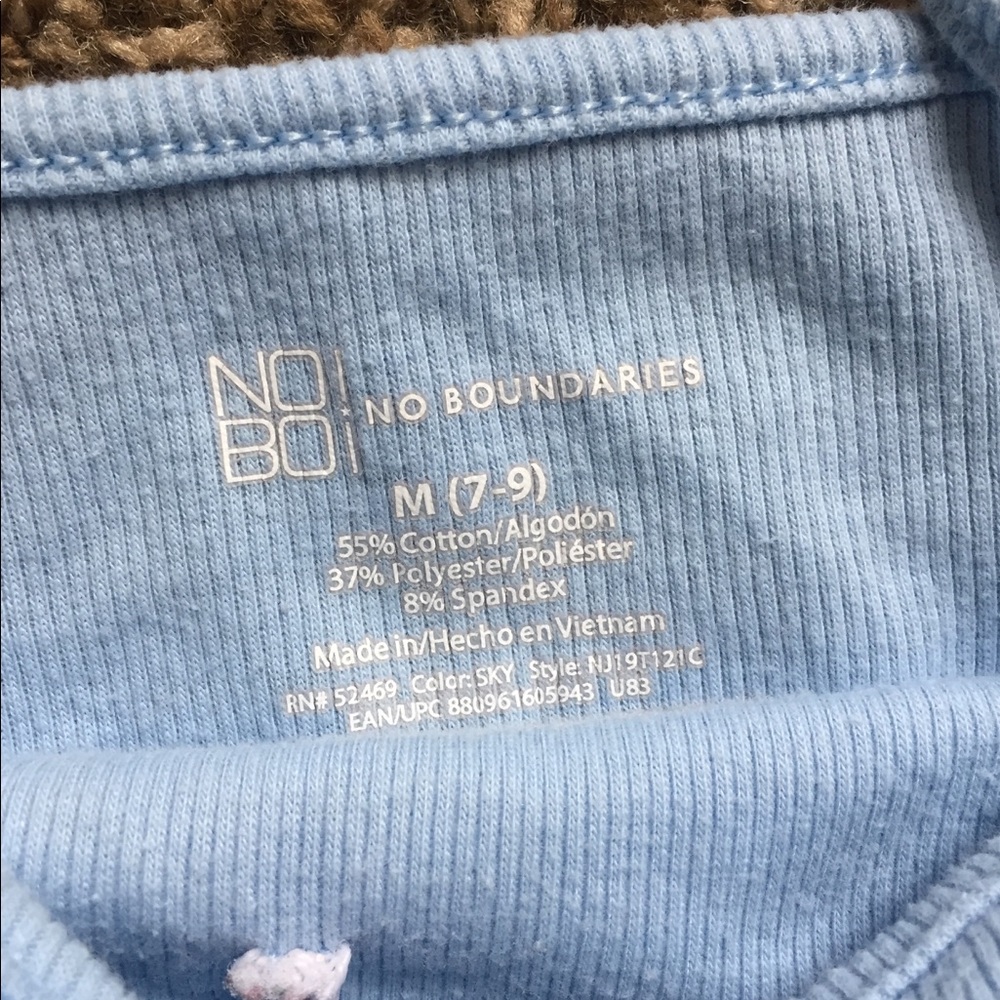 NO
BO
NO BOUNDARIES
M (7-9)
55% Cotton/Algodón
37% Polyester/Poliéster
8% Spandex
Made in/Hecho en Vietnam
RN# 52469 Color: SKY Style: NJ19T121C
EAN/UPC 880961605943 U83